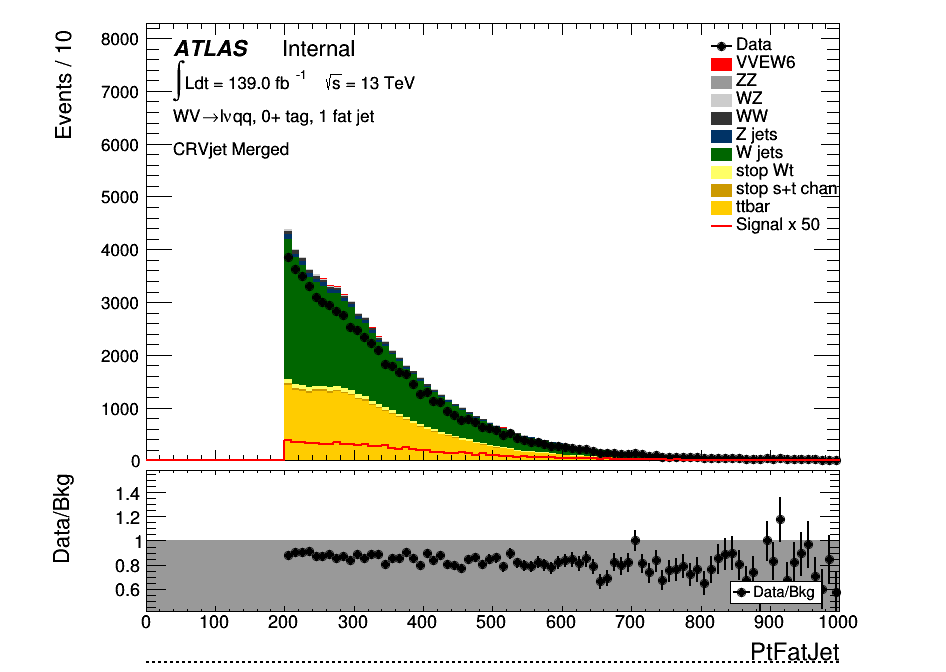 Events / 10
8000
7000
6000
5000
4000
3000
2000
1000
0
ATLAS Internal
∫Ldt = 139.0 fb⁻¹ √s = 13 TeV
WV→lνqq, 0+ tag, 1 fat jet
CRVjet Merged
Data
VVEW6
ZZ
WZ
WW
Z jets
W jets
stop Wt
stop s+t chan
ttbar
Signal x 50
Data/Bkg
1.4
1.2
1
0.8
0.6
Data/Bkg
0 100 200 300 400 500 600 700 800 900 1000
PtFatJet